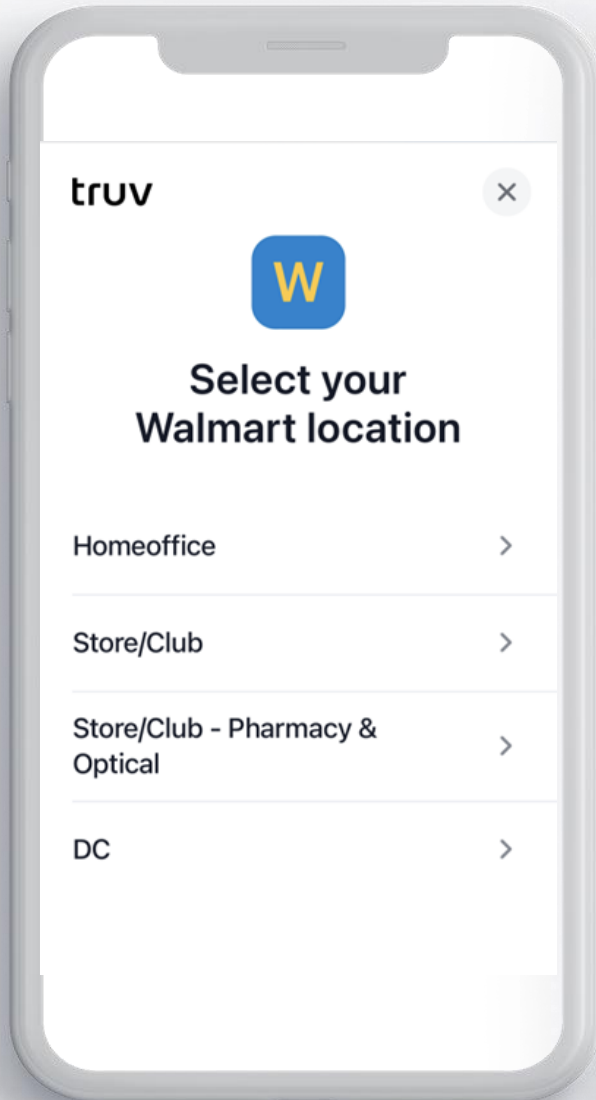 truv
W
Select your
Walmart location
Homeoffice
Store/Club
Store/Club - Pharmacy &
Optical
DC